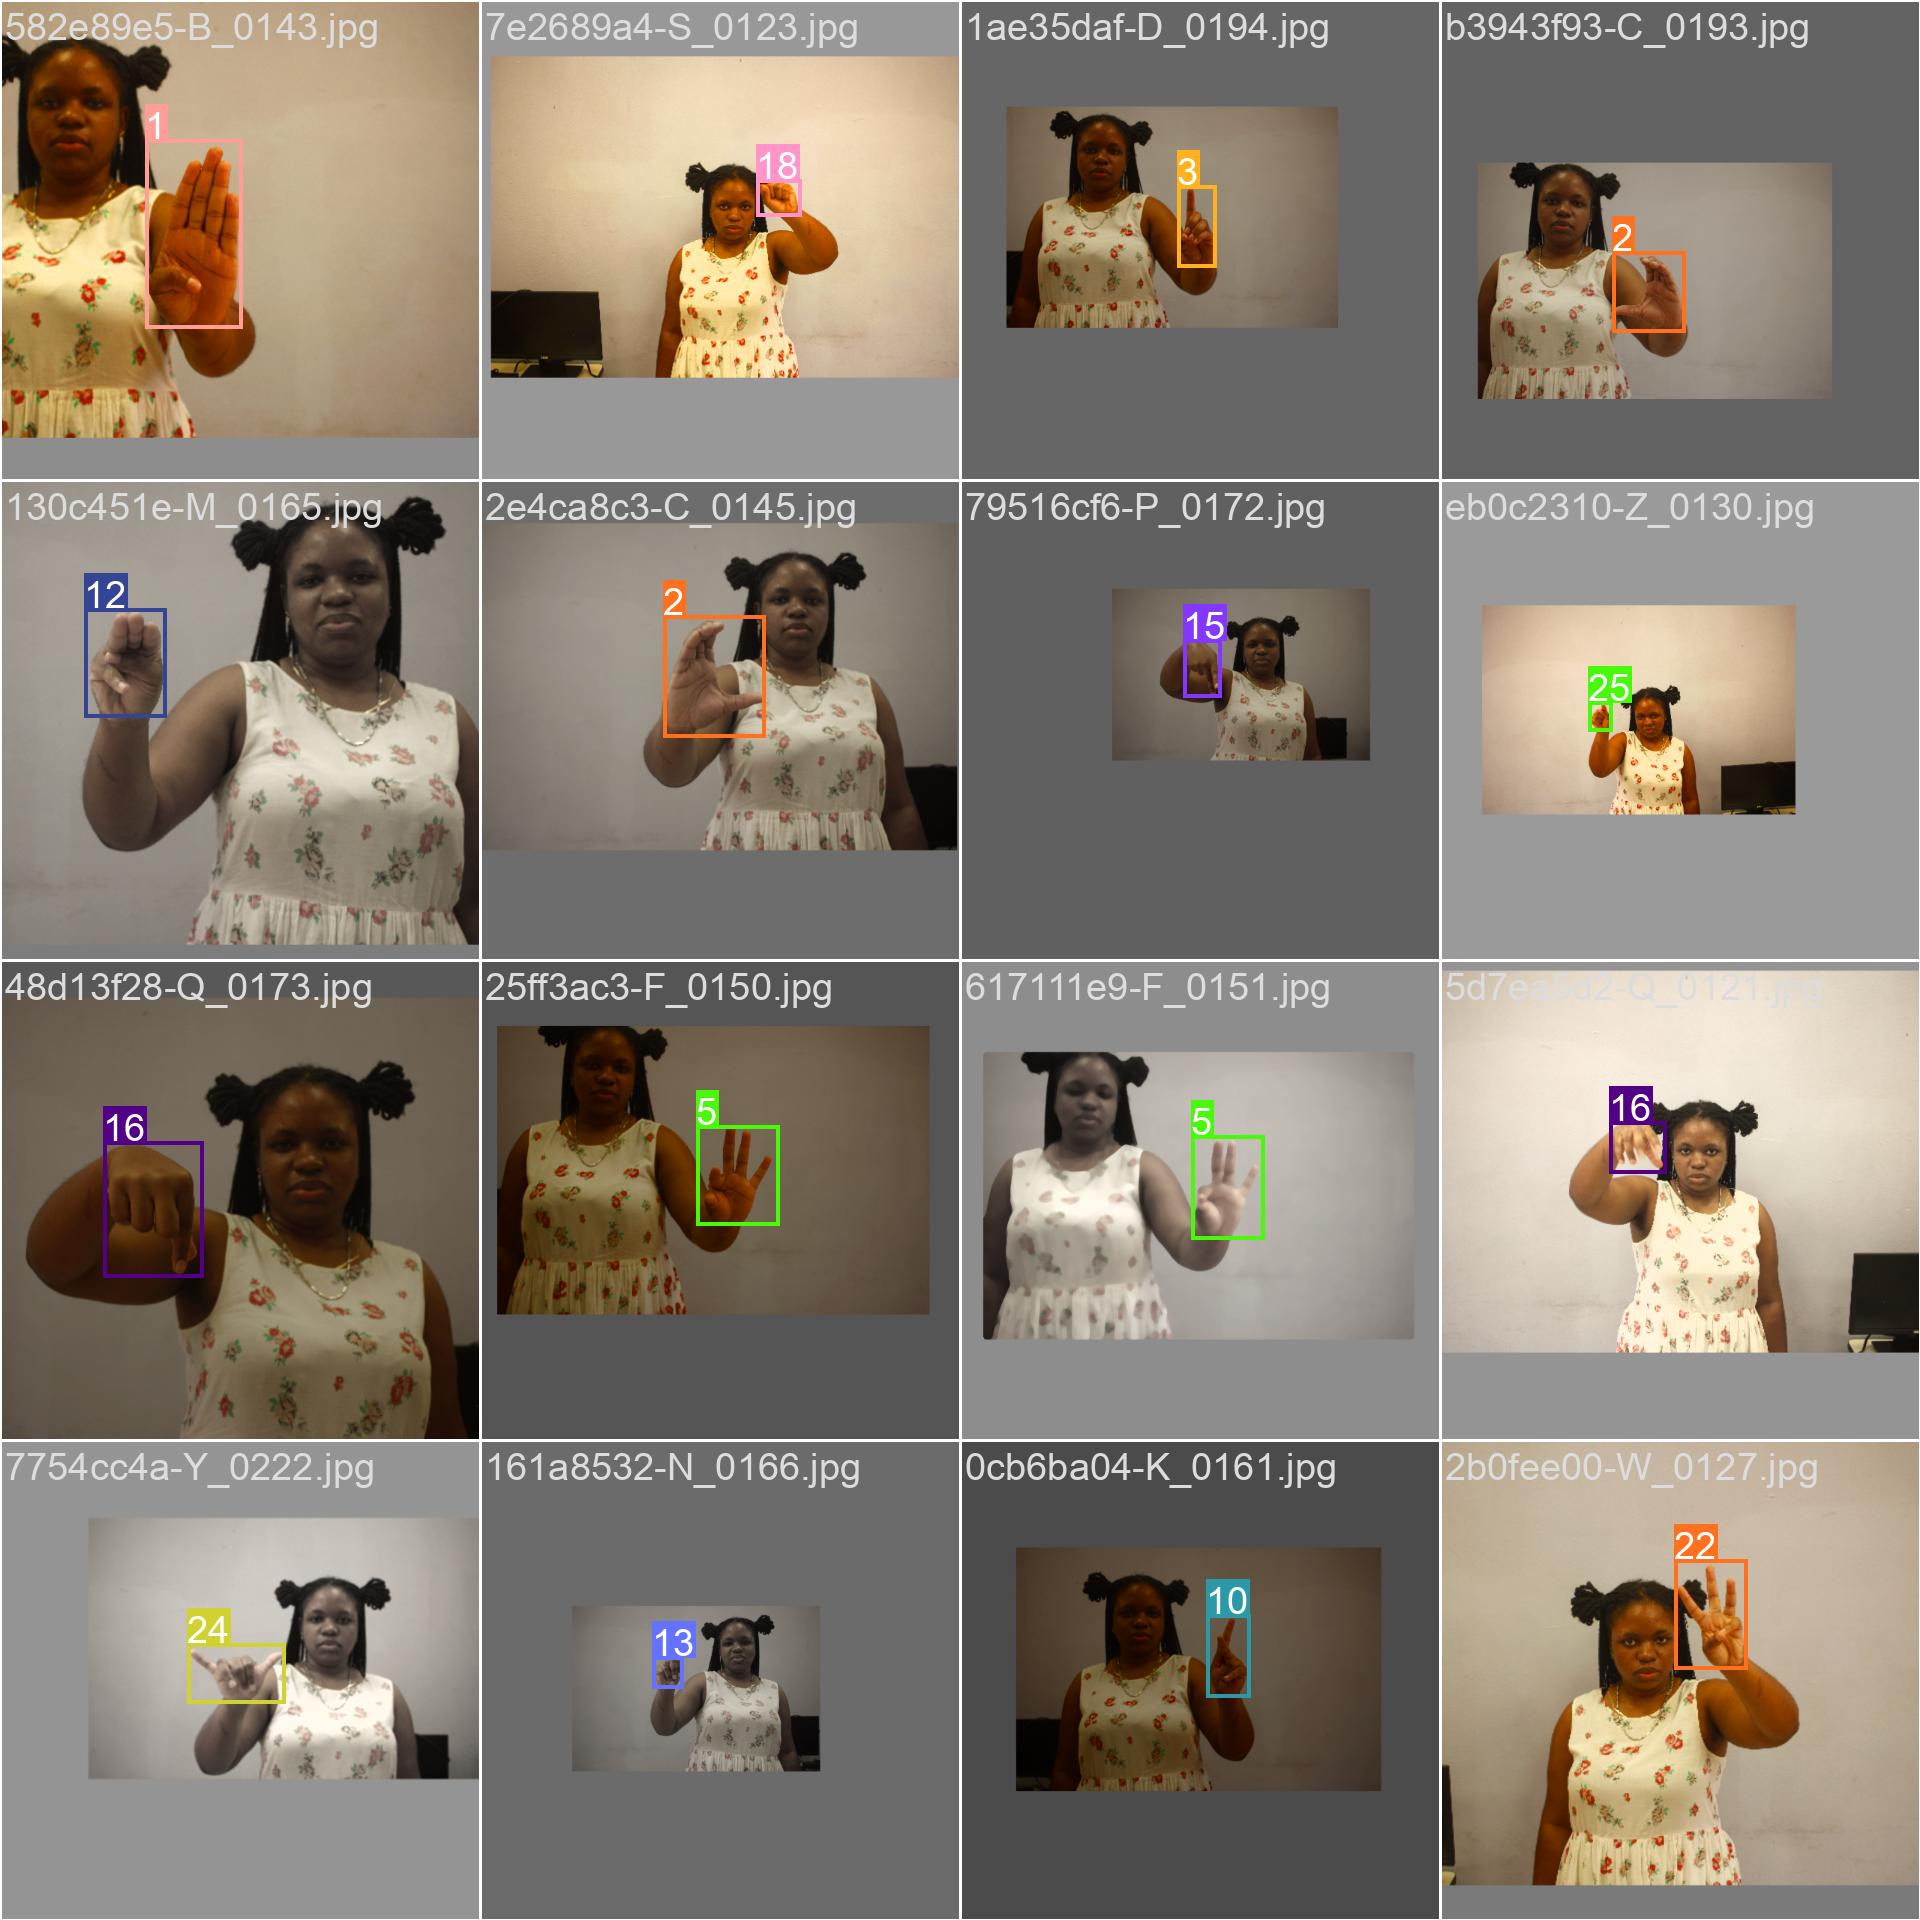 582e89e5-B_0143.jpg
7e2689a4-S_0123.jpg
1ae35daf-D_0194.jpg
b3943f93-C_0193.jpg
1
18
3
2
130c451e-M_0165.jpg
2e4ca8c3-C_0145.jpg
79516cf6-P_0172.jpg
eb0c2310-Z_0130.jpg
12
2
15
25
48d13f28-Q_0173.jpg
25ff3ac3-F_0150.jpg
617111e9-F_0151.jpg
5d7ea5d2-Q_0121.jpg
16
5
5
16
7754cc4a-Y_0222.jpg
161a8532-N_0166.jpg
0cb6ba04-K_0161.jpg
2b0fee00-W_0127.jpg
24
13
10
22